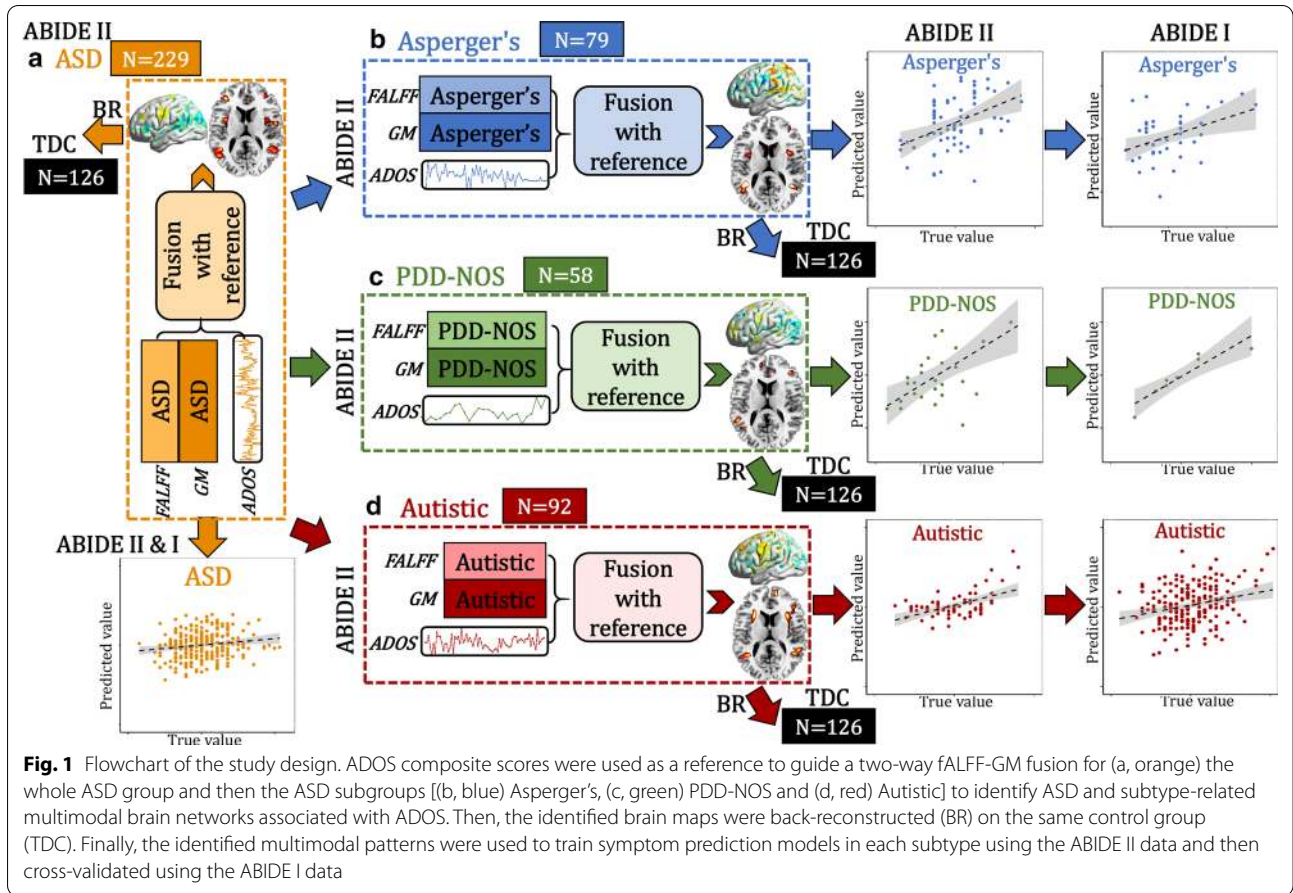 ABIDE II
a ASD N=229
BR
TDC
N=126
Fusion with reference
ASD
ASD
FALFF
GM
ADOS
ABIDE II & I
ASD
Predicted value
True value
b Asperger's N=79
ABIDE II
FALFF
Asperger's
GM
Asperger's
ADOS
Fusion
with
reference
BR
TDC
N=126
ABIDE II
Asperger's
Predicted value
True value
ABIDE I
Asperger's
Predicted value
True value
c PDD-NOS N=58
ABIDE II
FALFF
PDD-NOS
GM
PDD-NOS
ADOS
Fusion
with
reference
BR
TDC
N=126
PDD-NOS
Predicted value
True value
PDD-NOS
Predicted value
True value
d Autistic N=92
ABIDE II
FALFF
Autistic
GM
Autistic
ADOS
Fusion
with
reference
BR
TDC
N=126
Autistic
Predicted value
True value
Autistic
Predicted value
True value
Fig. 1 Flowchart of the study design. ADOS composite scores were used as a reference to guide a two-way fALFF-GM fusion for (a, orange) the
whole ASD group and then the ASD subgroups [(b, blue) Asperger's, (c, green) PDD-NOS and (d, red) Autistic] to identify ASD and subtype-related
multimodal brain networks associated with ADOS. Then, the identified brain maps were back-reconstructed (BR) on the same control group
(TDC). Finally, the identified multimodal patterns were used to train symptom prediction models in each subtype using the ABIDE II data and then
cross-validated using the ABIDE I data